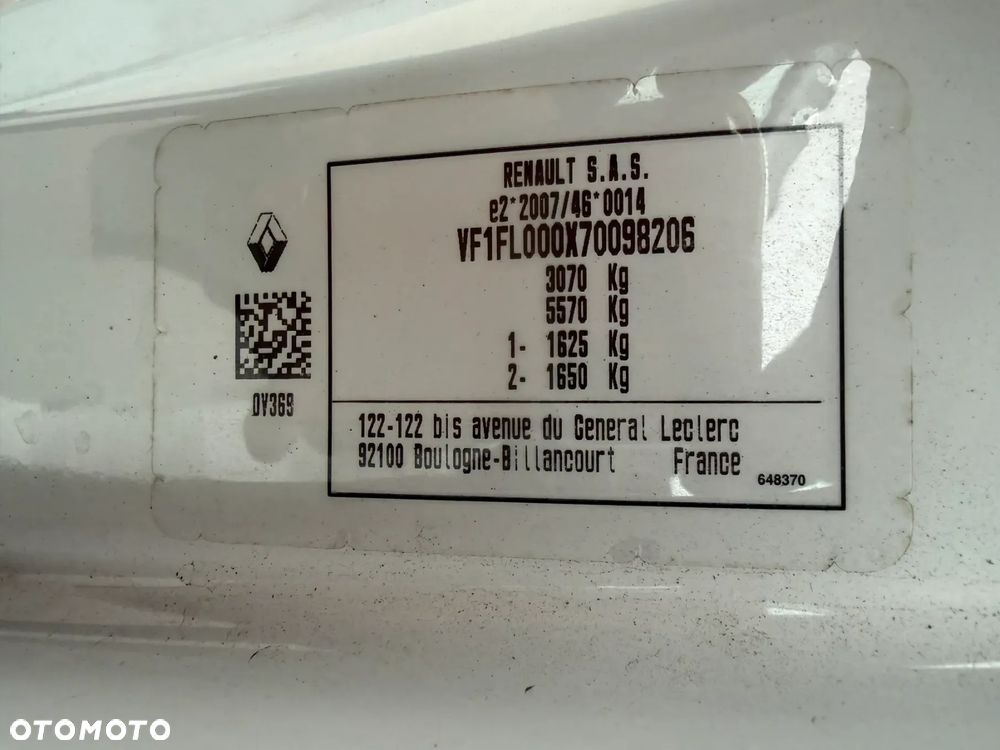 RENAULT S.A.S.
e2*2007/46*0014
VF1FL000X70098206
3070 Kg
5570 Kg
1- 1625 Kg
2- 1650 Kg
DV369
122-122 bis avenue du General Leclerc
92100 Boulogne-Billancourt France
648370
OTOMOTO